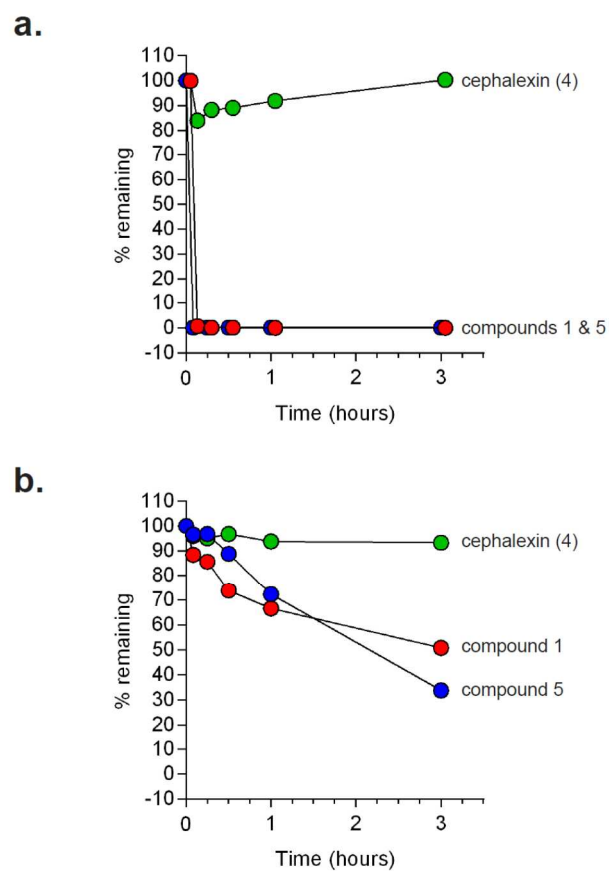 a.
110
100
90
80
70
60
50
40
30
20
10
0
-10
% remaining
cephalexin (4)
compounds 1 & 5
0 1 2 3
Time (hours)
b.
110
100
90
80
70
60
50
40
30
20
10
0
-10
% remaining
cephalexin (4)
compound 1
compound 5
0 1 2 3
Time (hours)